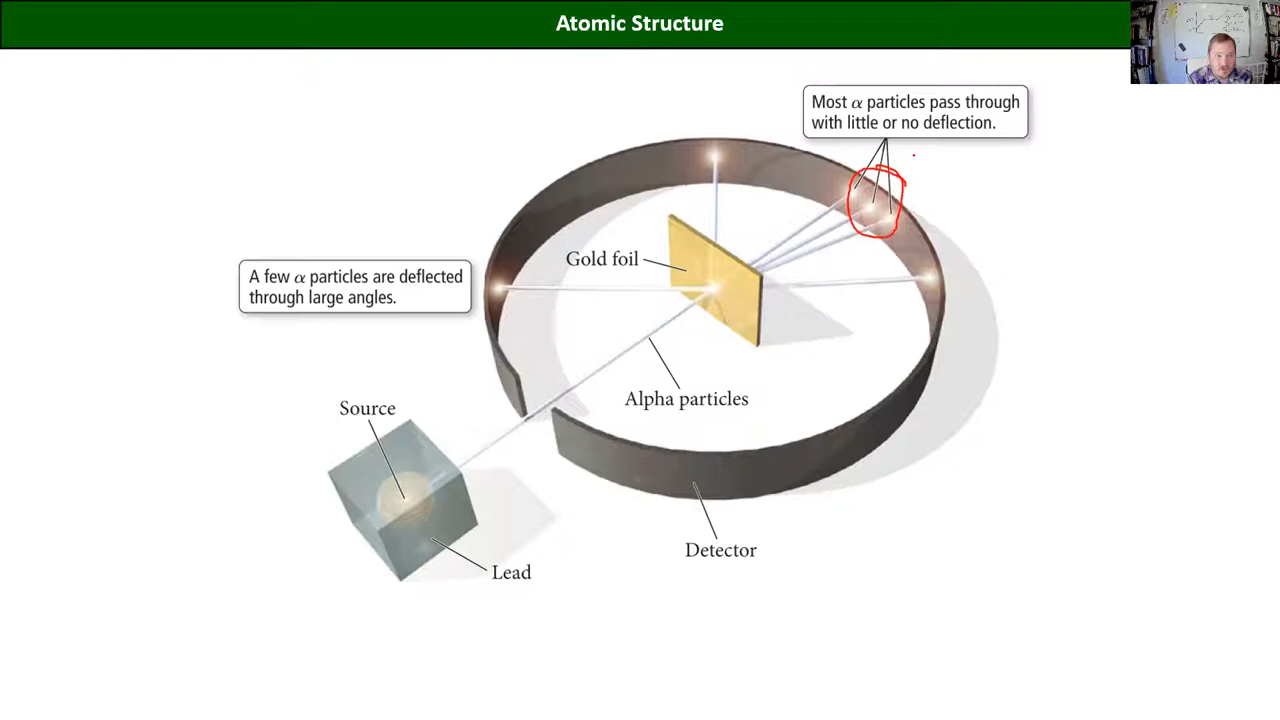 Atomic Structure
Most α particles pass through
with little or no deflection.
Gold foil
A few α particles are deflected
through large angles.
Alpha particles
Source
Detector
Lead